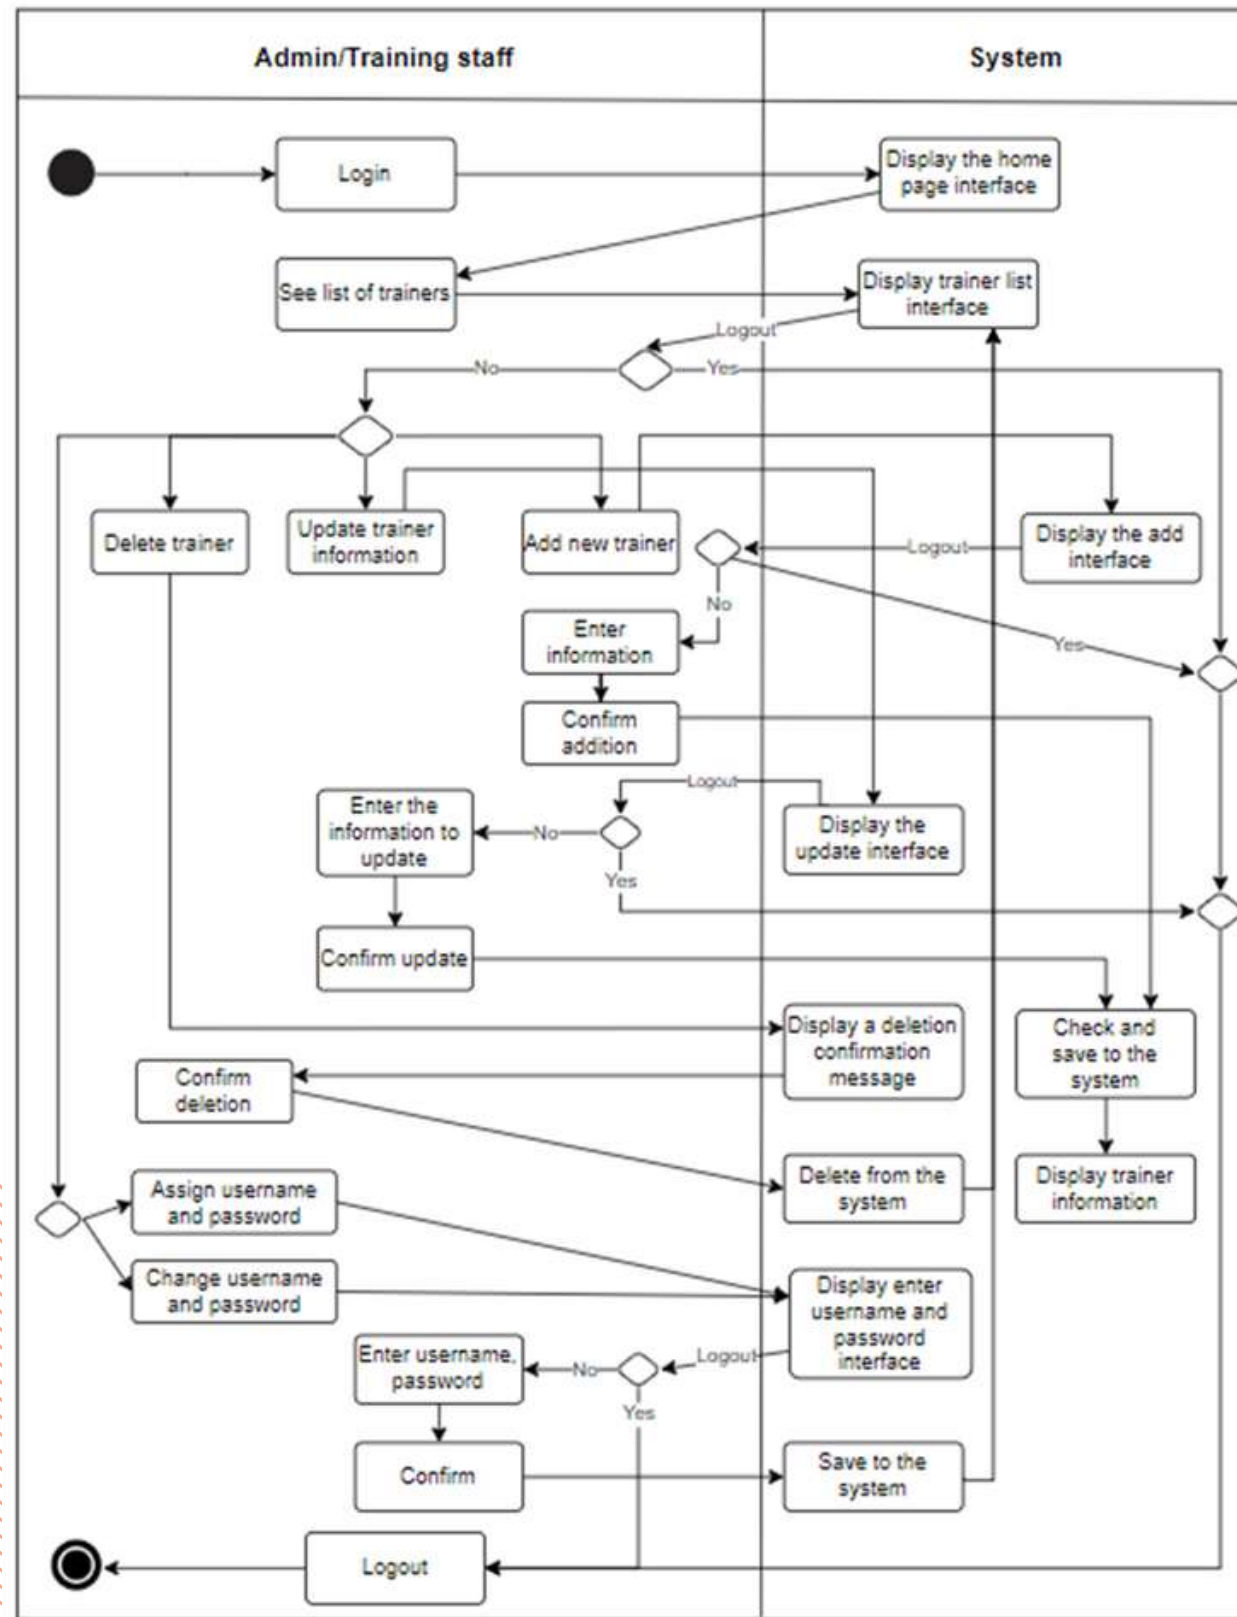 Admin/Training staff
System
Login
Display the home
page interface
See list of trainers
Display trainer list
interface
Logout
No
Yes
Delete trainer
Update trainer
information
Add new trainer
Logout
Display the add
interface
No
Enter
information
Yes
Confirm
addition
Logout
Enter the
information to
update
No
Display the
update interface
Yes
Confirm update
Display a deletion
confirmation
message
Check and
save to the
system
Confirm
deletion
Delete from the
system
Display trainer
information
Assign username
and password
Change username
and password
Display enter
username and
password
interface
Enter username,
password
No
Logout
Yes
Confirm
Save to the
system
Logout